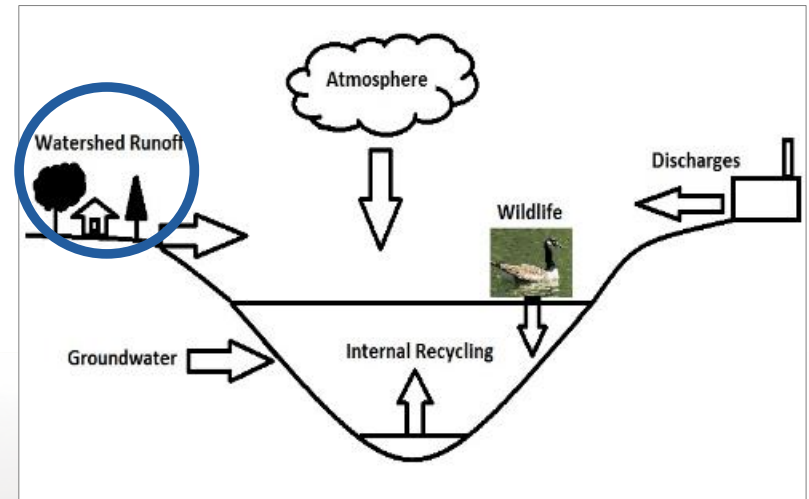 Atmosphere
Watershed Runoff
Discharges
Wildlife
Groundwater
Internal Recycling